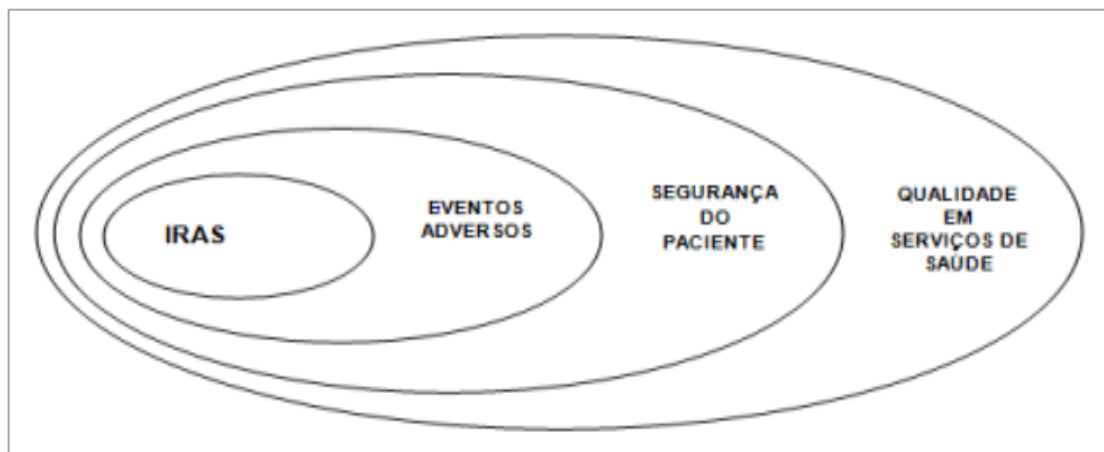 IRAS
EVENTOS
ADVERSOS
SEGURANÇA
DO
PACIENTE
QUALIDADE
EM
SERVIÇOS DE
SAÚDE